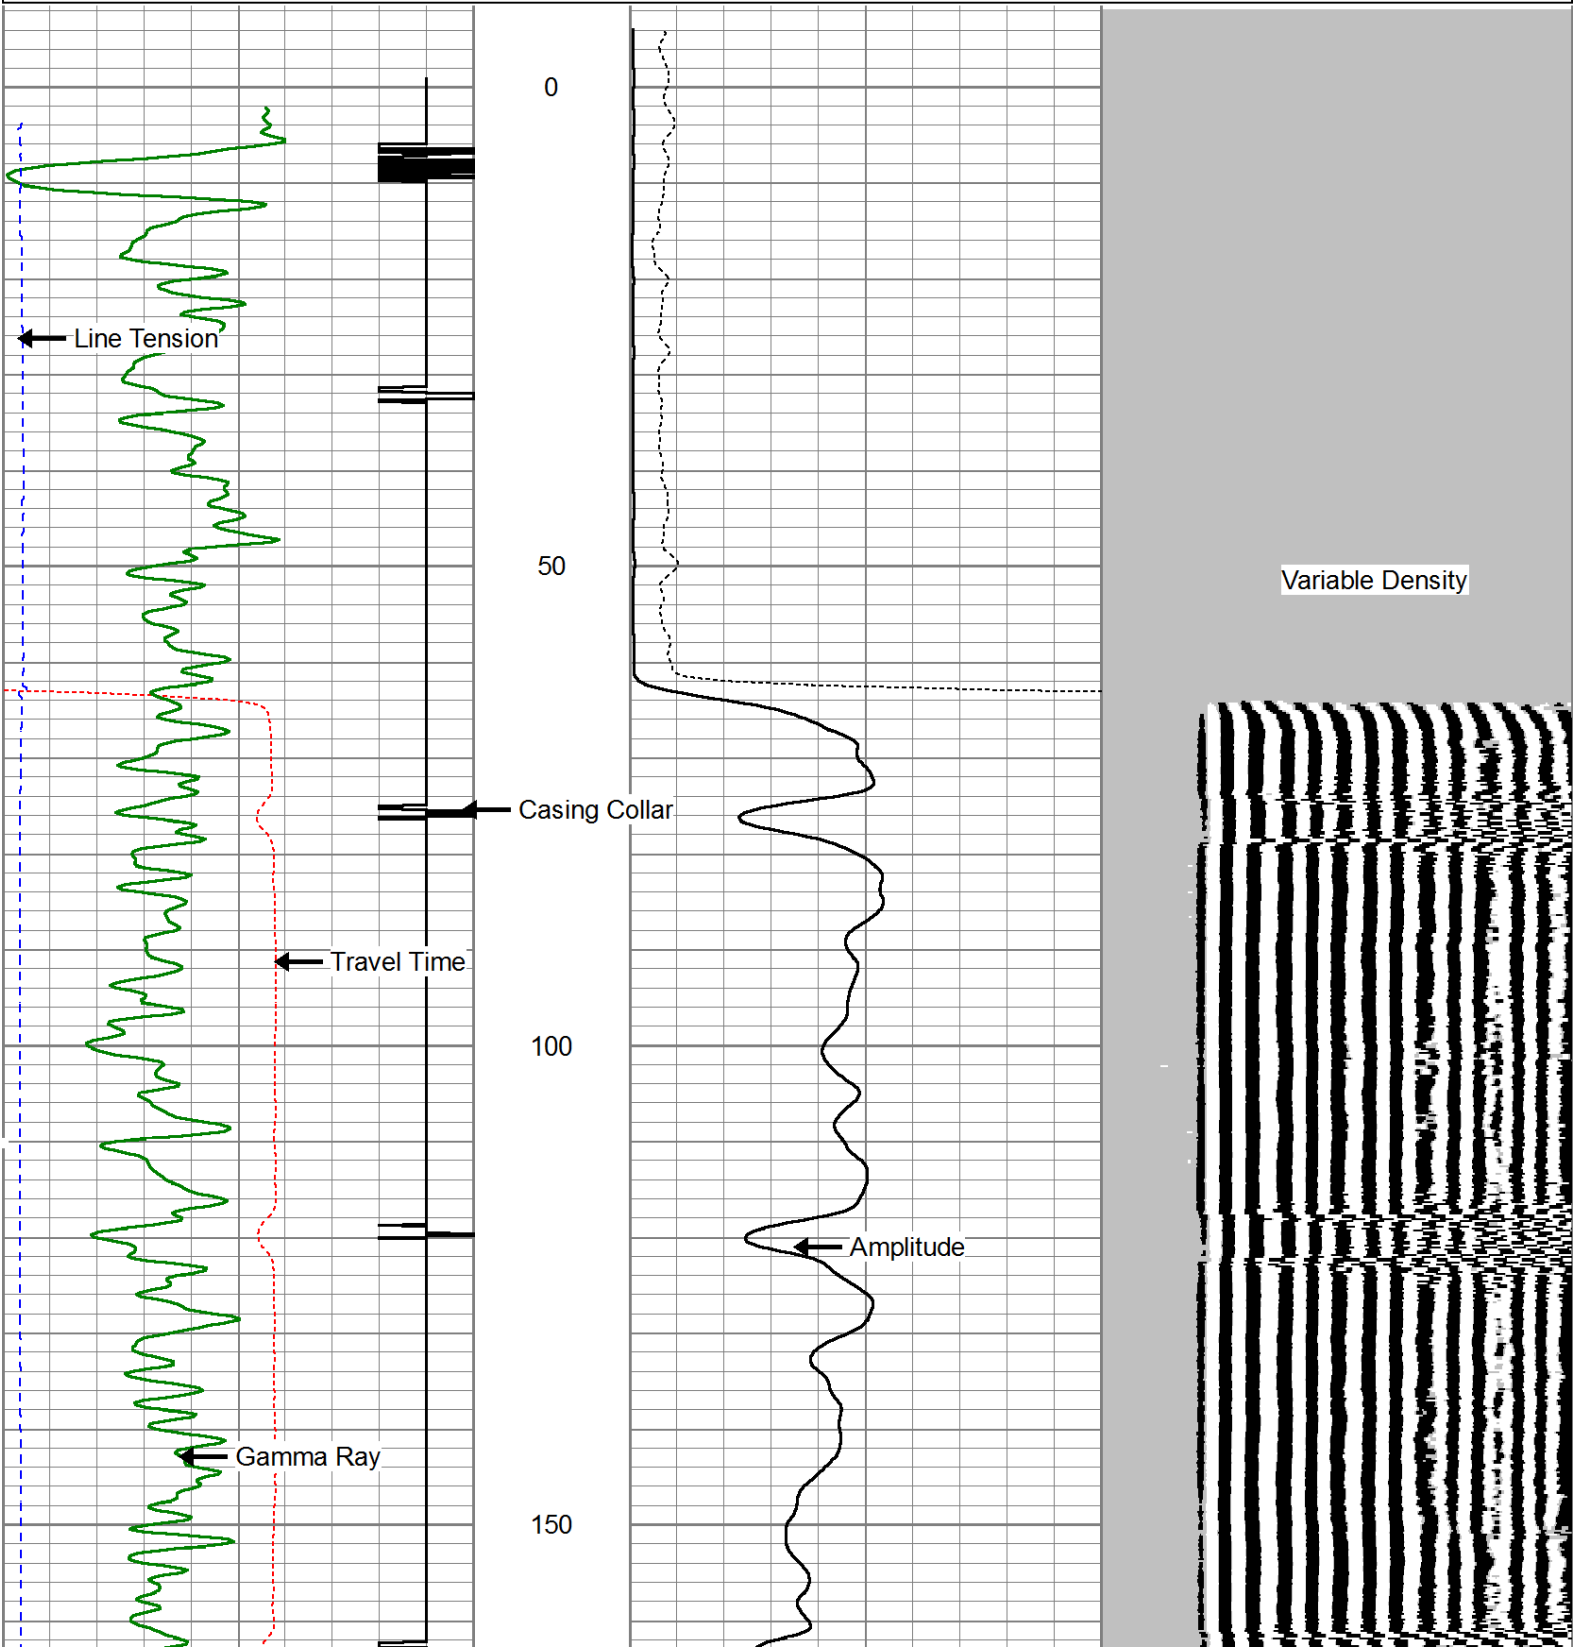 0
Line Tension
50
Variable Density
Casing Collar
Travel Time
100
Amplitude
Gamma Ray
150